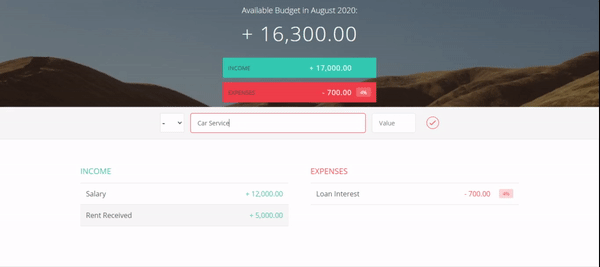 Available Budget in August 2020:
+ 16,300.00
INCOME + 17,000.00
EXPENSES - 700.00 4%
- Car Service Value
INCOME EXPENSES
Salary + 12,000.00 Loan Interest - 700.00 4%
Rent Received + 5,000.00